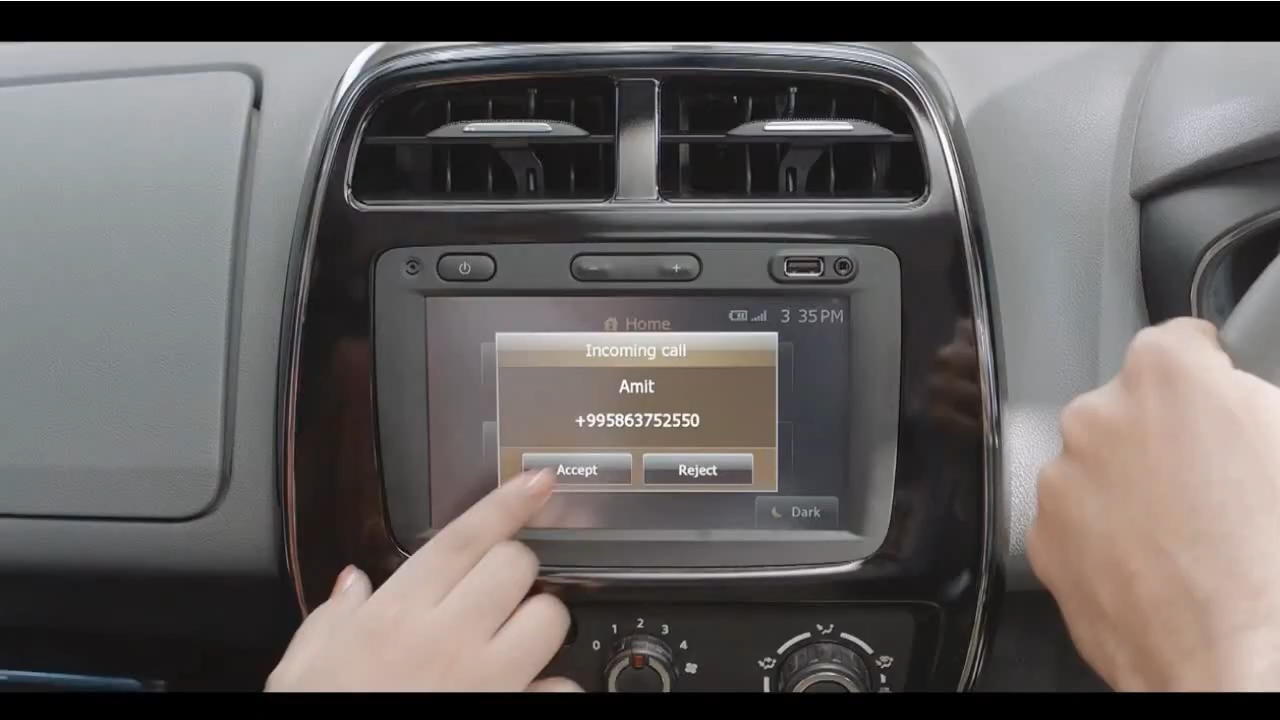 Home
3 35 PM
Incoming call
Amit
+995863752550
Accept
Reject
Dark
0 1 2 3 4